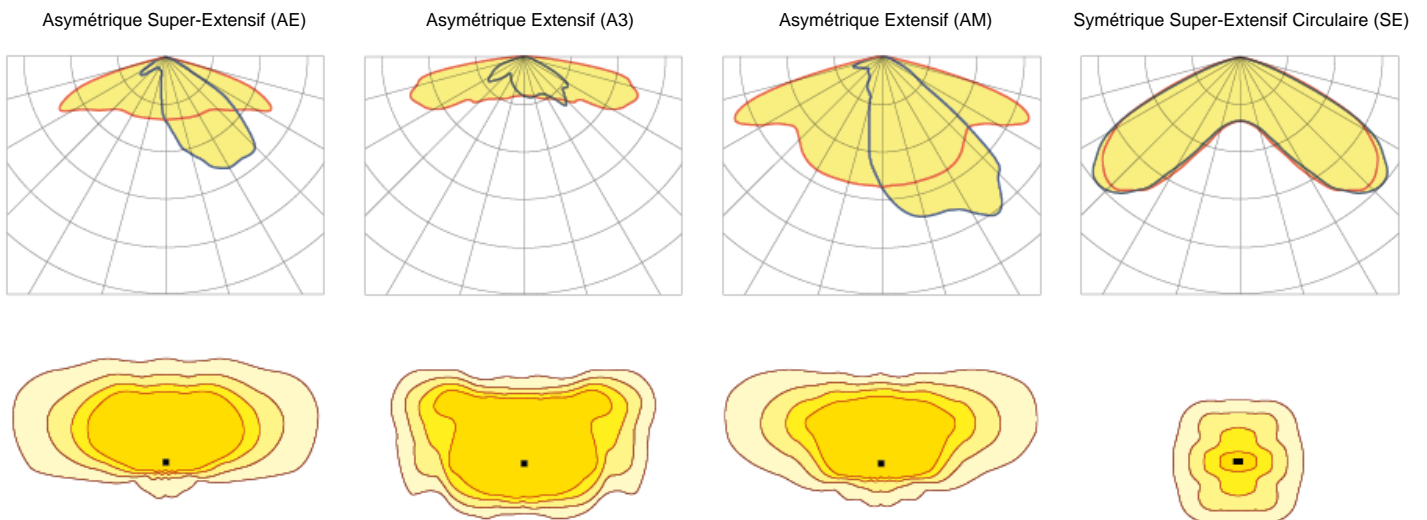 Asymétrique Super-Extensif (AE)
Asymétrique Extensif (A3)
Asymétrique Extensif (AM)
Symétrique Super-Extensif Circulaire (SE)